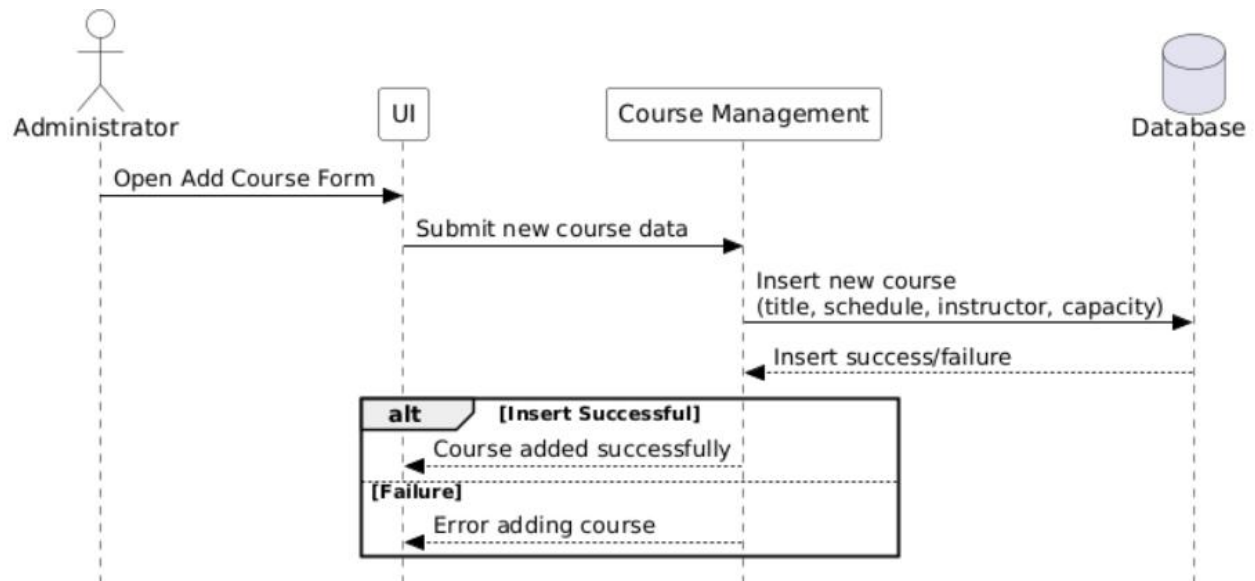 Administrator
UI
Course Management
Database
Open Add Course Form
Submit new course data
Insert new course
(title, schedule, instructor, capacity)
Insert success/failure
alt [Insert Successful]
Course added successfully
[Failure]
Error adding course